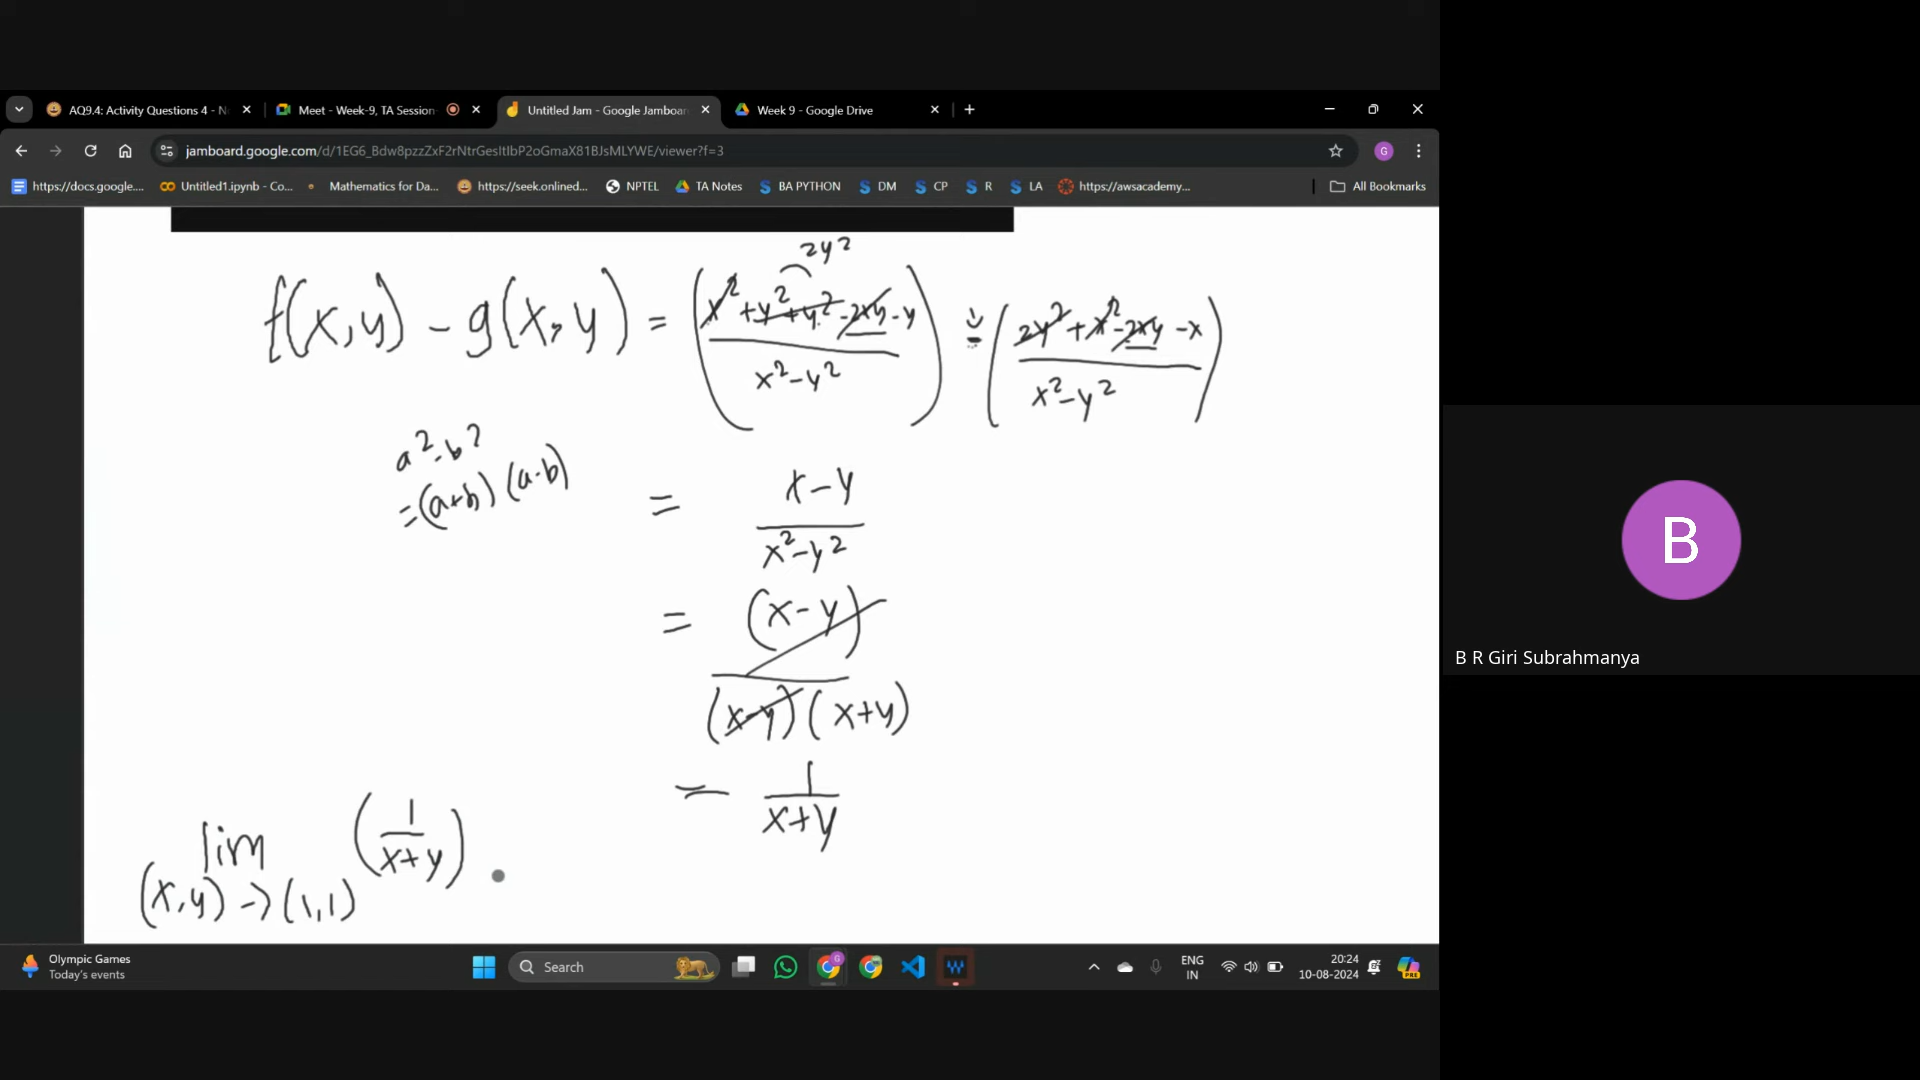 AQ9.4: Activity Questions 4 - N
Meet - Week-9, TA Session
Untitled Jam - Google Jamboar
Week 9 - Google Drive
jamboard.google.com/d/1EG6_Bdw8pzzZxF2rNtrGesItIbP2oGmaX81BJsMLYWE/viewer?f=3
G
https://docs.google....
Untitled1.ipynb - Co...
Mathematics for Da...
https://seek.onlined...
NPTEL
TA Notes
BA PYTHON
DM
CP
R
LA
https://awsacademy...
All Bookmarks
2y²
f(x,y) - g(x,y) = (x²+y²+y²-2xy-y / x²-y²) - (2y²+x²-2xy-x / x²-y²)
a²-b²
=(a+b)(a-b)
= x-y / x²-y²
= (x-y) / (x-y)(x+y)
= 1 / x+y
lim (x,y)->(1,1) (1 / x+y)
B
B R Giri Subrahmanya
Olympic Games
Today's events
Search
ENG
IN
20:24
10-08-2024